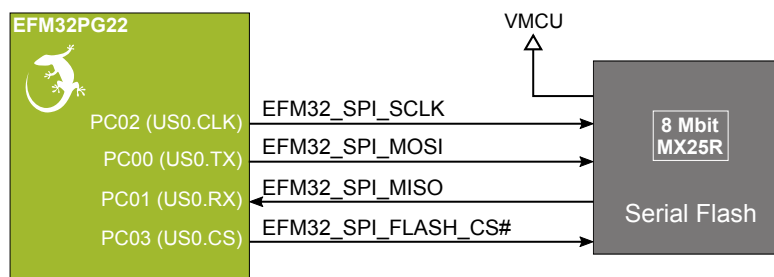 EFM32PG22
VMCU
PC02 (US0.CLK)
EFM32_SPI_SCLK
PC00 (US0.TX)
EFM32_SPI_MOSI
PC01 (US0.RX)
EFM32_SPI_MISO
PC03 (US0.CS)
EFM32_SPI_FLASH_CS#
8 Mbit
MX25R
Serial Flash